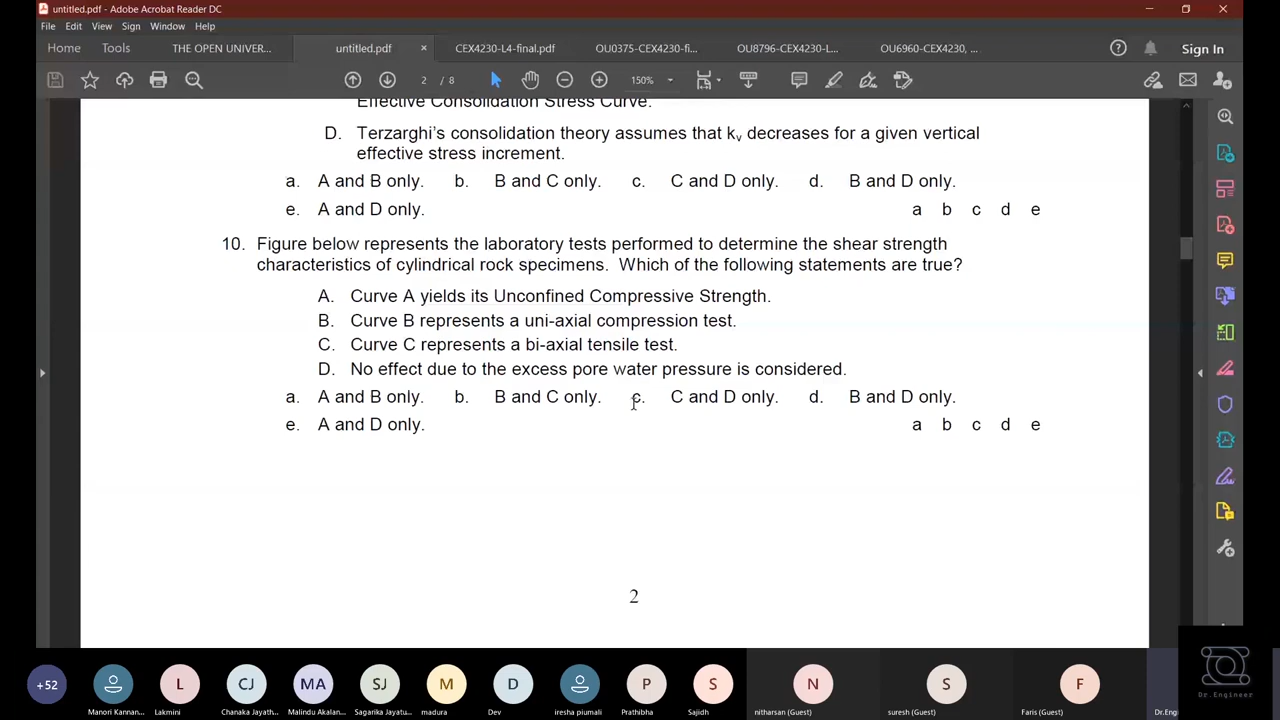 untitled.pdf - Adobe Acrobat Reader DC
File Edit View Sign Window Help
Home Tools THE OPEN UNIVER... untitled.pdf × CEX4230-L4-final.pdf OU0375-CEX4230-fi... OU8796-CEX4230-L... OU6960-CEX4230, ... Sign In
2 / 8 150%
Effective Consolidation Stress Curve.
D. Terzarghi's consolidation theory assumes that kv decreases for a given vertical
effective stress increment.
a. A and B only. b. B and C only. c. C and D only. d. B and D only.
e. A and D only. a b c d e
10. Figure below represents the laboratory tests performed to determine the shear strength
characteristics of cylindrical rock specimens. Which of the following statements are true?
A. Curve A yields its Unconfined Compressive Strength.
B. Curve B represents a uni-axial compression test.
C. Curve C represents a bi-axial tensile test.
D. No effect due to the excess pore water pressure is considered.
a. A and B only. b. B and C only. c. C and D only. d. B and D only.
e. A and D only. a b c d e
2
+52 L CJ MA SJ M D P S N S F
Manori Kannan... Lakmini Chanaka Jayath... Malindu Akalan... Sagarika Jayatu... madura Dev iresha piumali Prathibha Sajidh nitharsan (Guest) suresh (Guest) Faris (Guest) Dr.Eng
Dr.Engineer